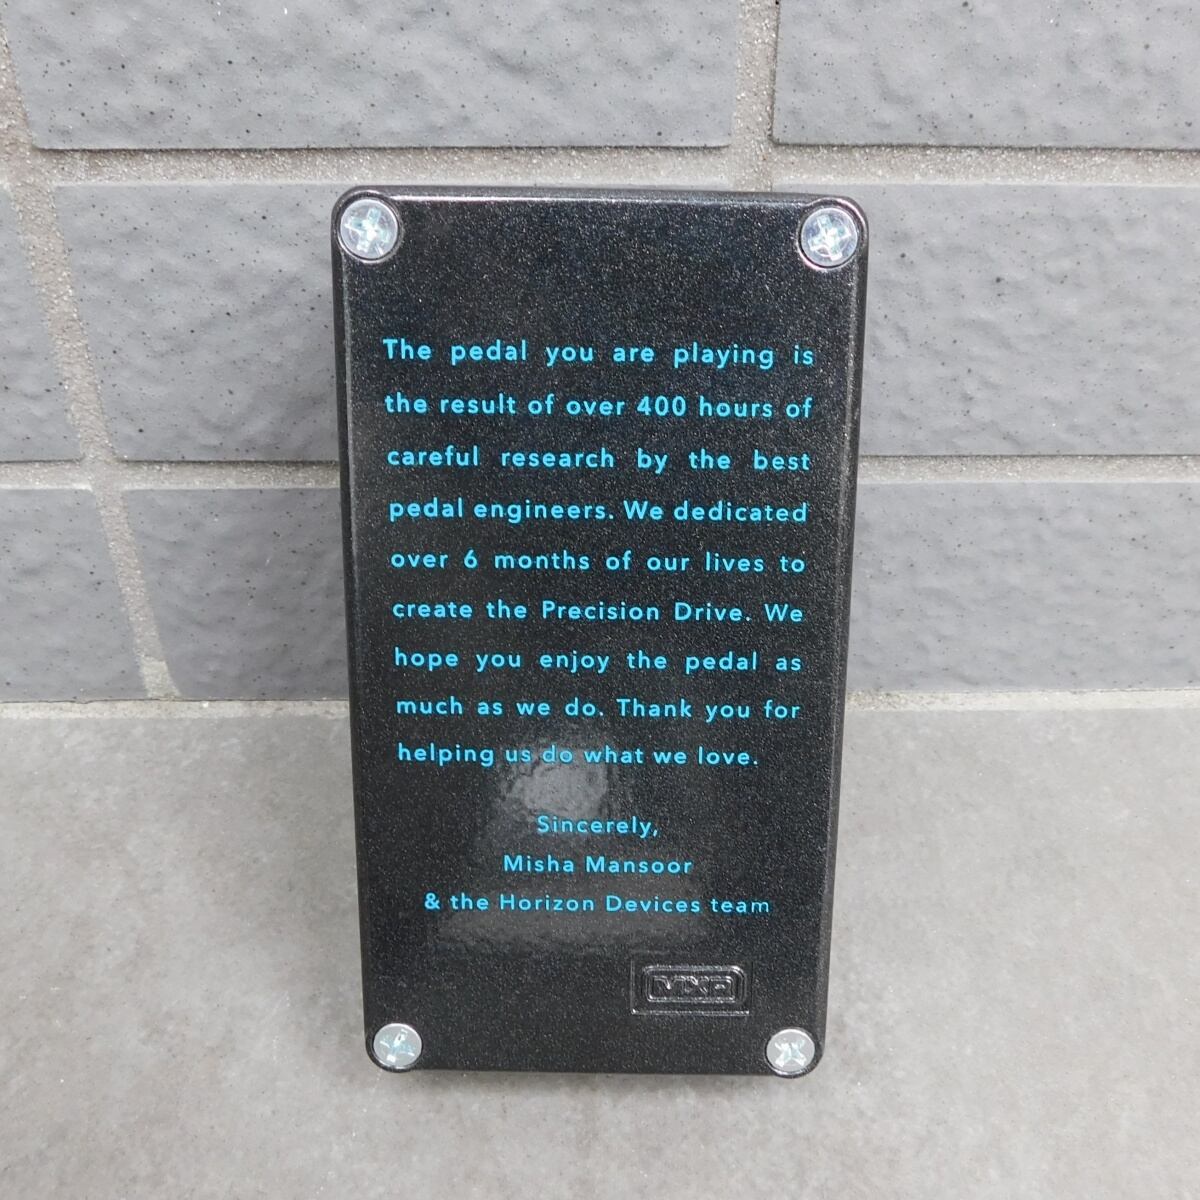 The pedal you are playing is
the result of over 400 hours of
careful research by the best
pedal engineers. We dedicated
over 6 months of our lives to
create the Precision Drive. We
hope you enjoy the pedal as
much as we do. Thank you for
helping us do what we love.
Sincerely,
Misha Mansoor
& the Horizon Devices team
MXR